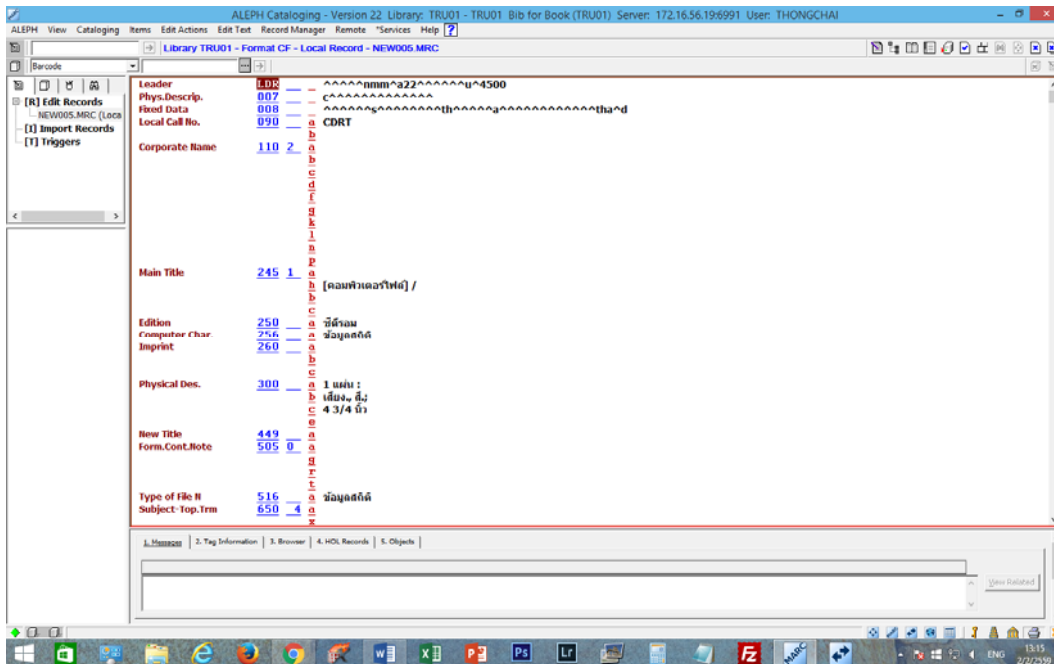 ALEPH Cataloging - Version 22 Library: TRU01 - TRU01 Bib for Book (TRU01) Server: 172.16.56.19:6991 User: THONGCHAI
ALEPH View Cataloging Items Edit Actions Edit Text Record Manager Remote *Services Help ?
Library TRU01 - Format CF - Local Record - NEW005.MRC
Barcode
[R] Edit Records
NEW005.MRC (Loca
[I] Import Records
[T] Triggers
Leader LDR ^^^^^nmm^a22^^^^^^u^4500
Phys.Descrip. 007 c^^^^^^^^^^^^^
Fixed Data 008 ^^^^^^s^^^^^^^^th^^^^^a^^^^^^^^^^^^^tha^d
Local Call No. 090 a CDRT
b
Corporate Name 110 2 a
b
c
d
f
g
k
l
n
p
Main Title 245 1 a
h [คอมพิวเตอร์ไฟล์] /
b
c
Edition 250 a ซีดีรอม
Computer Char. 256 a ข้อมูลสถิติ
Imprint 260 a
b
c
Physical Des. 300 a 1 แผ่น :
b เสียง., สี.;
c 4 3/4 นิ้ว
e
New Title 449 a
Form.Cont.Note 505 0 a
g
r
t
Type of File N 516 a ข้อมูลสถิติ
Subject-Top.Trm 650 4 a
x
1. Messages 2. Tag Information 3. Browser 4. HOL Records 5. Objects
View Related
Ps Lr MARC
ENG 13:15
2/2/2559